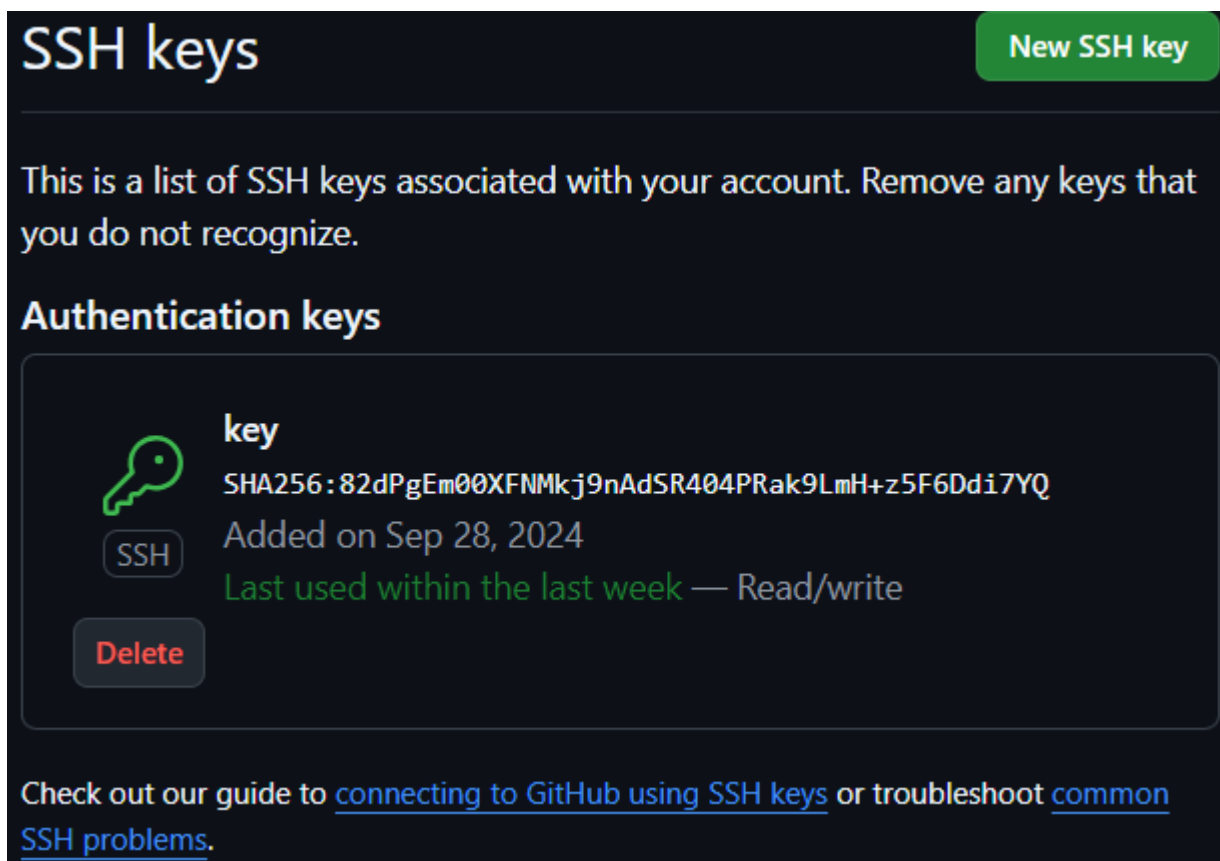 SSH keys
New SSH key
This is a list of SSH keys associated with your account. Remove any keys that
you do not recognize.
Authentication keys
key
SHA256:82dPgEm00XFNMkj9nAdSR404PRak9LmH+z5F6Ddi7YQ
SSH
Added on Sep 28, 2024
Last used within the last week — Read/write
Delete
Check out our guide to connecting to GitHub using SSH keys or troubleshoot common
SSH problems.